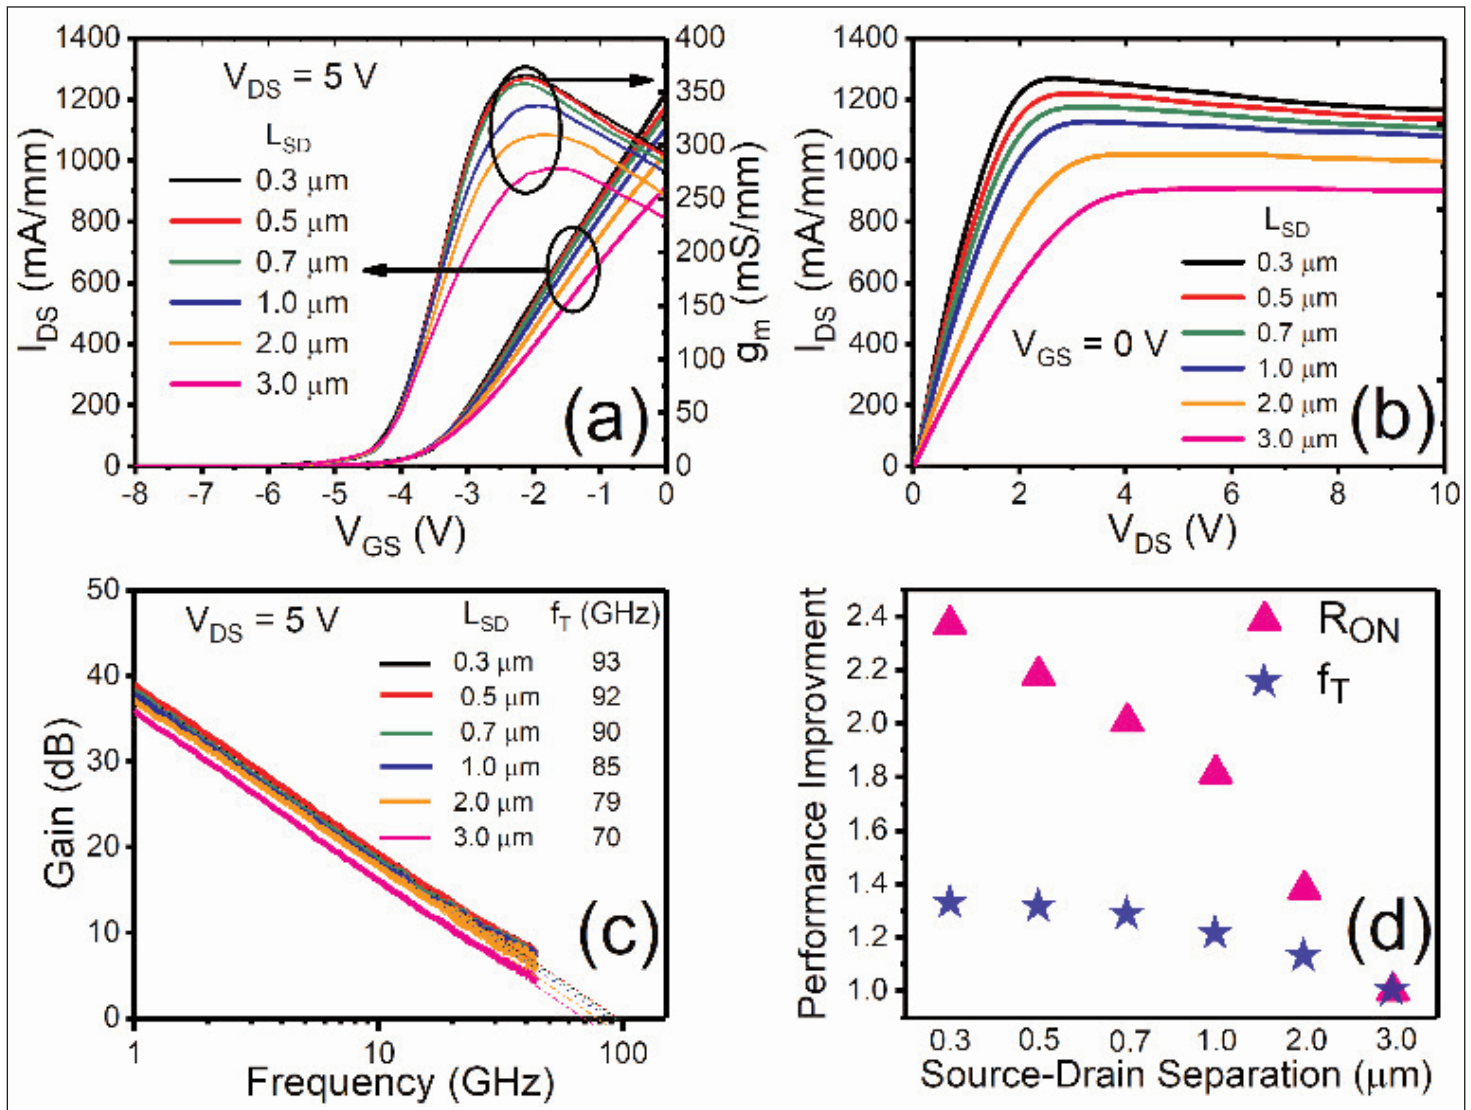 1400
1200
1000
800
600
400
200
0
I_DS (mA/mm)
V_DS = 5 V
L_SD
0.3 μm
0.5 μm
0.7 μm
1.0 μm
2.0 μm
3.0 μm
(a)
400
350
300
250
200
150
100
50
0
g_m (mS/mm)
-8 -7 -6 -5 -4 -3 -2 -1 0
V_GS (V)
1400
1200
1000
800
600
400
200
0
I_DS (mA/mm)
V_GS = 0 V
L_SD
0.3 μm
0.5 μm
0.7 μm
1.0 μm
2.0 μm
3.0 μm
(b)
0 2 4 6 8 10
V_DS (V)
50
40
30
20
10
0
Gain (dB)
V_DS = 5 V
L_SD f_T (GHz)
0.3 μm 93
0.5 μm 92
0.7 μm 90
1.0 μm 85
2.0 μm 79
3.0 μm 70
(c)
1 10 100
Frequency (GHz)
2.4
2.2
2.0
1.8
1.6
1.4
1.2
1.0
Performance Improvment
R_ON
f_T
(d)
0.3 0.5 0.7 1.0 2.0 3.0
Source-Drain Separation (μm)